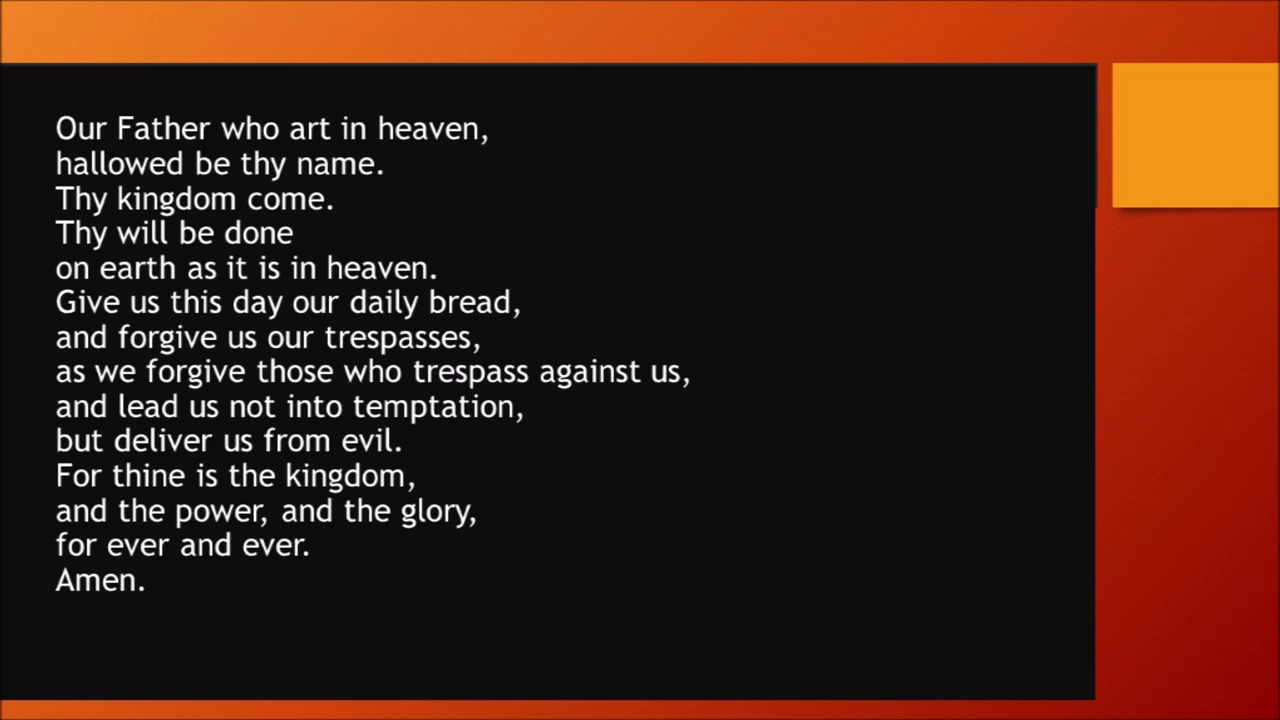 Our Father who art in heaven,
hallowed be thy name.
Thy kingdom come.
Thy will be done
on earth as it is in heaven.
Give us this day our daily bread,
and forgive us our trespasses,
as we forgive those who trespass against us,
and lead us not into temptation,
but deliver us from evil.
For thine is the kingdom,
and the power, and the glory,
for ever and ever.
Amen.